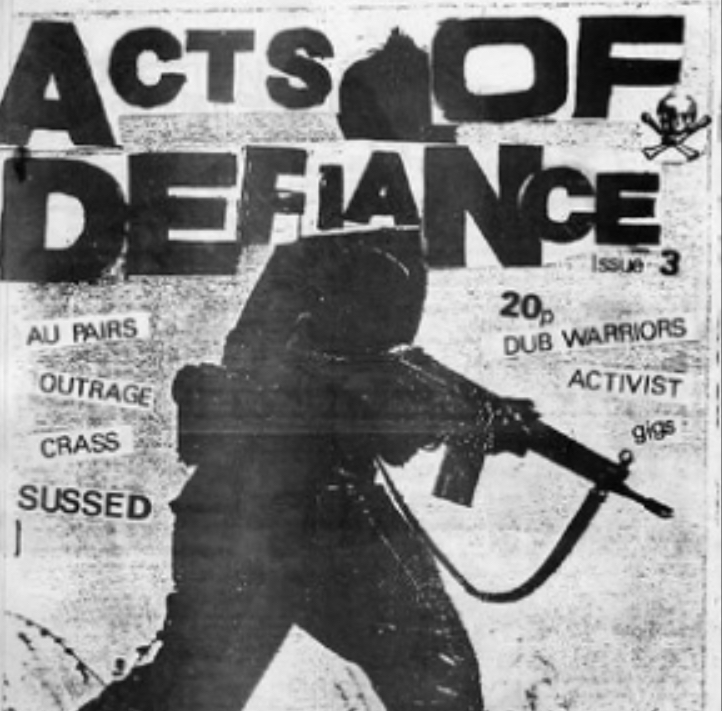 ACTS OF
DEFIANCE
Issue 3
20p
AU PAIRS
DUB WARRIORS
OUTRAGE
ACTIVIST
CRASS
gigs
SUSSED